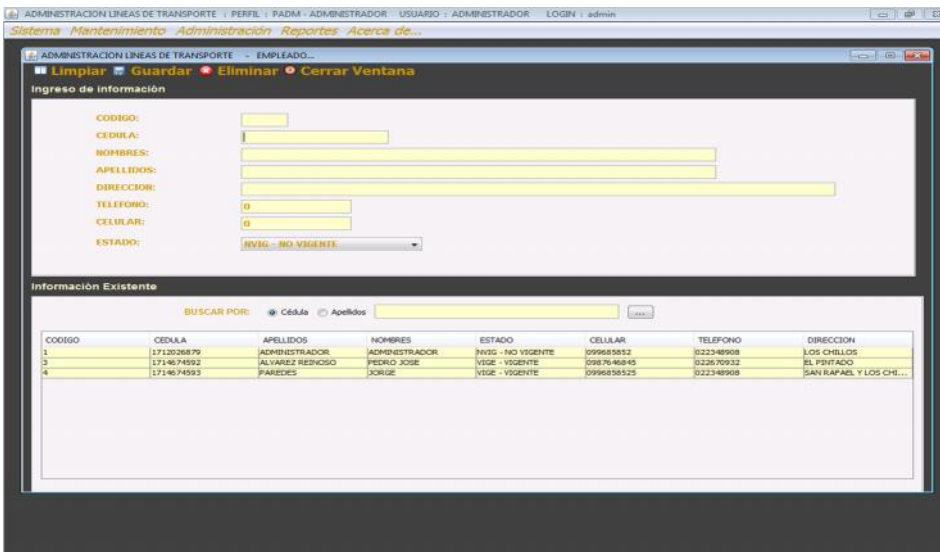 ADMINISTRACION LINEAS DE TRANSPORTE : PERFIL : PADM - ADMINISTRADOR USUARIO : ADMINISTRADOR LOGIN : admin
Sistema Mantenimiento Administración Reportes Acerca de...
ADMINISTRACION LINEAS DE TRANSPORTE - EMPLEADO...
Limpiar Guardar Eliminar Cerrar Ventana
Ingreso de información
CODIGO:
CEDULA:
NOMBRES:
APELLIDOS:
DIRECCION:
TELEFONO: 0
CELULAR: 0
ESTADO: NVIG - NO VIGENTE
Información Existente
BUSCAR POR: Cédula Apellidos ...
CODIGO CEDULA APELLIDOS NOMBRES ESTADO CELULAR TELEFONO DIRECCION
1 1712026879 ADMINISTRADOR ADMINISTRADOR NVIG - NO VIGENTE 099685852 022348908 LOS CHILLOS
3 1714674592 ALVAREZ REINOSO PEDRO JOSE VIGE - VIGENTE 0987646845 022670932 EL PINTADO
4 1714674593 PAREDES JORGE VIGE - VIGENTE 0996858525 022348908 SAN RAFAEL Y LOS CHI...